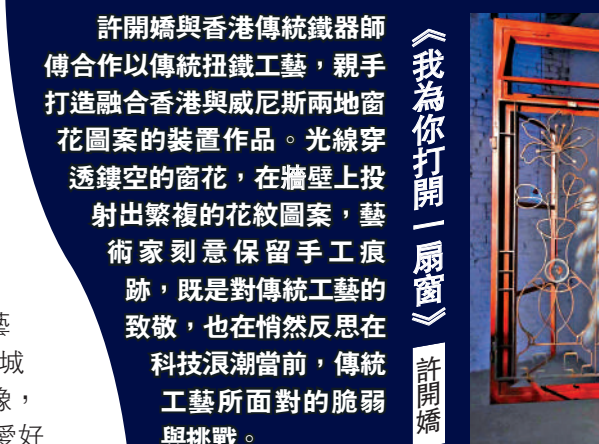 《我為你打開一扇窗》
許開嬌
許開嬌與香港傳統鐵器師
傅合作以傳統扭鐵工藝，親手
打造融合香港與威尼斯兩地窗
花圖案的裝置作品。光線穿
透鏤空的窗花，在牆壁上投
射出繁複的花紋圖案，藝
術家刻意保留手工痕
跡，既是對傳統工藝的
致敬，也在悄然反思在
科技浪潮當前，傳統
工藝所面對的脆弱
與挑戰。
藝
城
像，
愛好